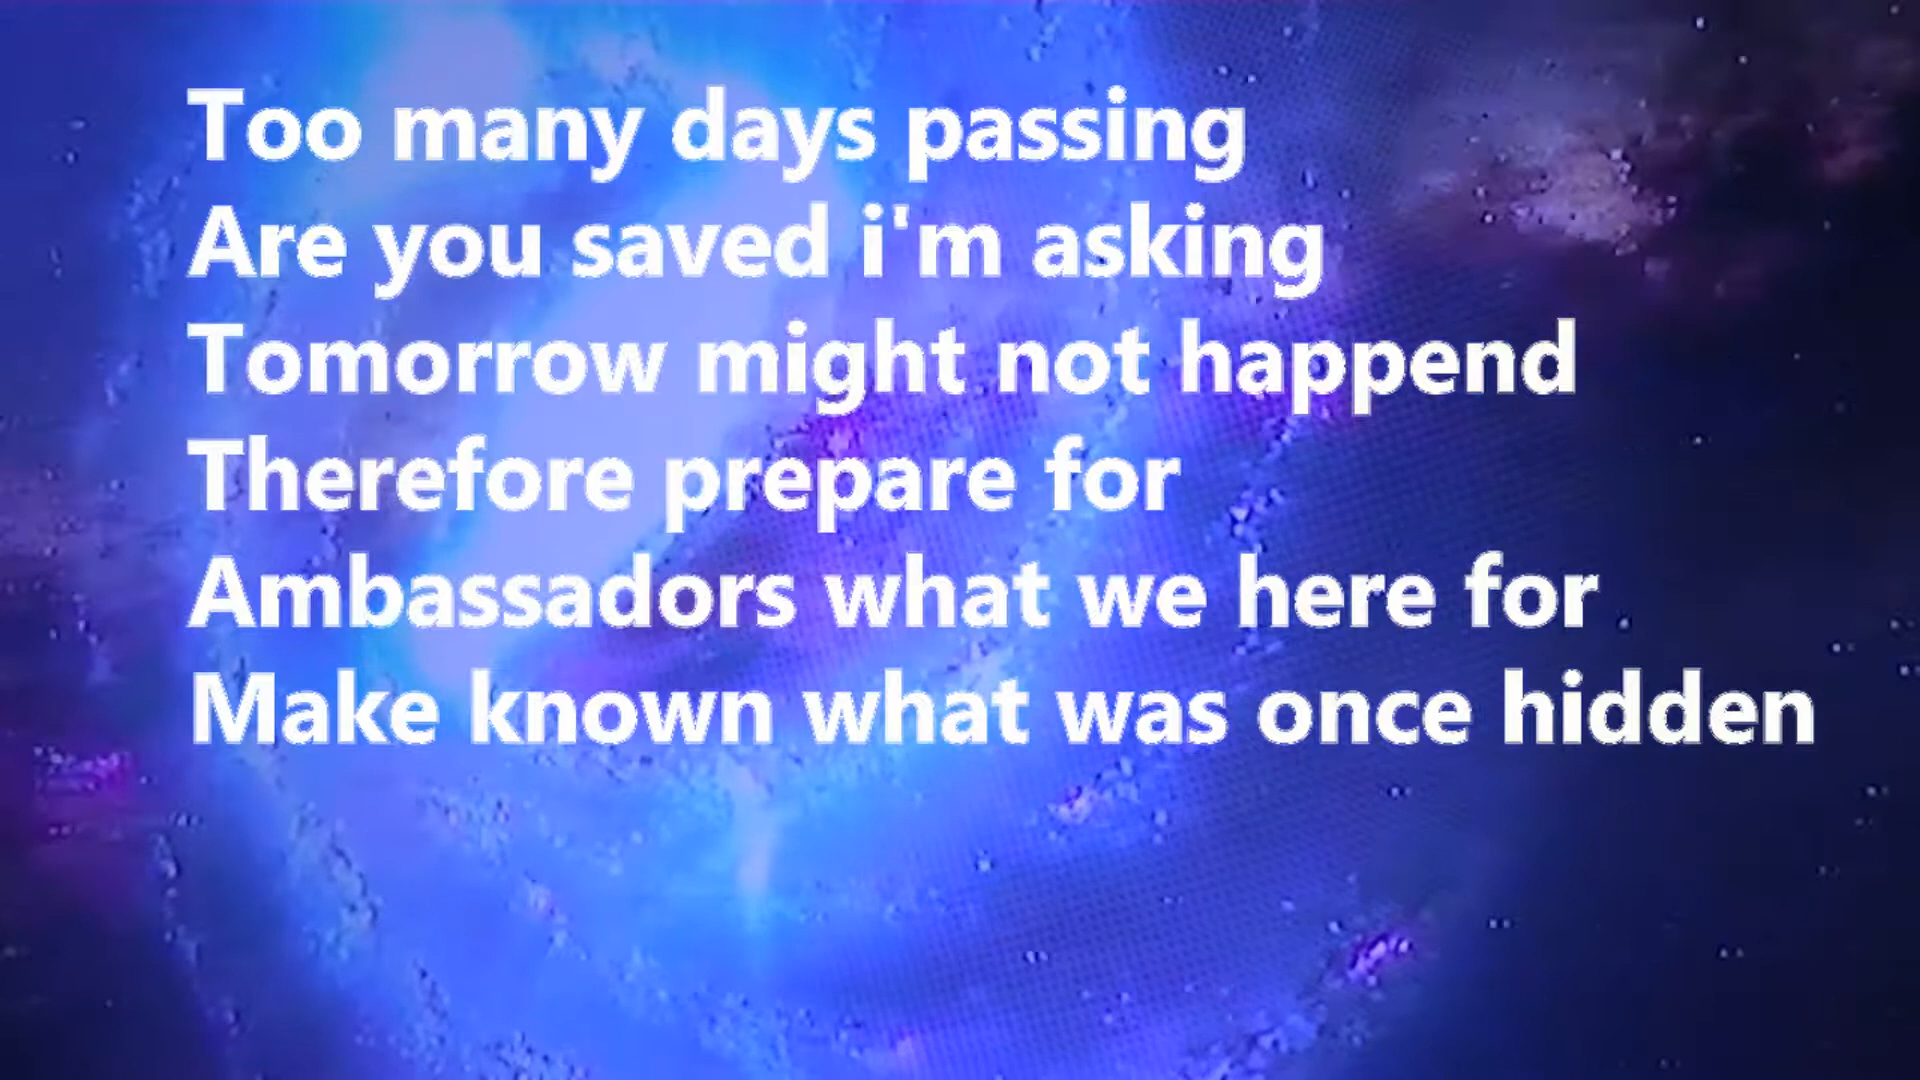 Too many days passing
Are you saved i'm asking
Tomorrow might not happend
Therefore prepare for
Ambassadors what we here for
Make known what was once hidden